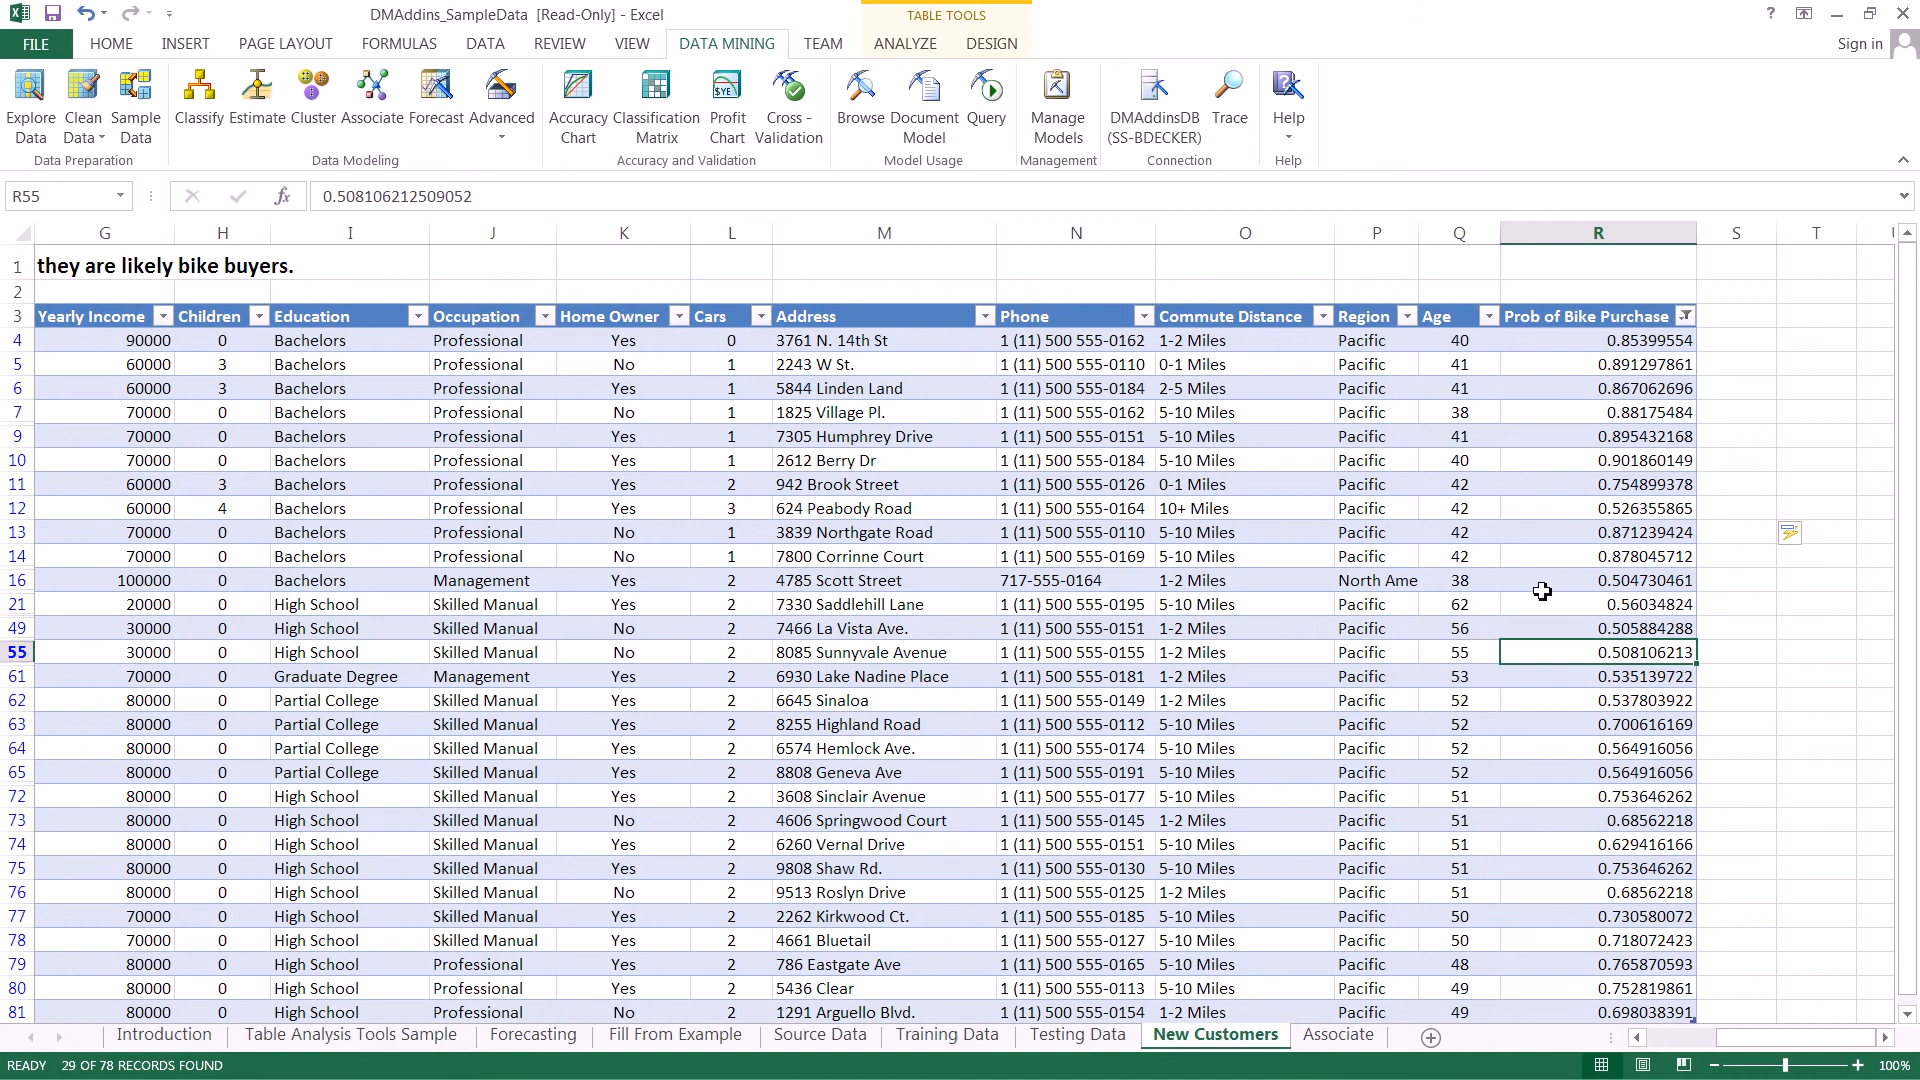 DMAddins_SampleData [Read-Only] - Excel
TABLE TOOLS
?
FILE HOME INSERT PAGE LAYOUT FORMULAS DATA REVIEW VIEW DATA MINING TEAM ANALYZE DESIGN Sign in
Explore Data Clean Data Sample Data Classify Estimate Cluster Associate Forecast Advanced Accuracy Chart Classification Matrix Profit Chart Cross - Validation Browse Document Model Query Manage Models DMAddinsDB (SS-BDECKER) Trace Help
Data Preparation Data Modeling Accuracy and Validation Model Usage Management Connection Help
R55 fx 0.508106212509052
G H I J K L M N O P Q R S T
1 they are likely bike buyers.
2
3 Yearly Income Children Education Occupation Home Owner Cars Address Phone Commute Distance Region Age Prob of Bike Purchase
4 90000 0 Bachelors Professional Yes 0 3761 N. 14th St 1 (11) 500 555-0162 1-2 Miles Pacific 40 0.85399554
5 60000 3 Bachelors Professional No 1 2243 W St. 1 (11) 500 555-0110 0-1 Miles Pacific 41 0.891297861
6 60000 3 Bachelors Professional Yes 1 5844 Linden Land 1 (11) 500 555-0184 2-5 Miles Pacific 41 0.867062696
7 70000 0 Bachelors Professional No 1 1825 Village Pl. 1 (11) 500 555-0162 5-10 Miles Pacific 38 0.88175484
9 70000 0 Bachelors Professional Yes 1 7305 Humphrey Drive 1 (11) 500 555-0151 5-10 Miles Pacific 41 0.895432168
10 70000 0 Bachelors Professional Yes 1 2612 Berry Dr 1 (11) 500 555-0184 5-10 Miles Pacific 40 0.901860149
11 60000 3 Bachelors Professional Yes 2 942 Brook Street 1 (11) 500 555-0126 0-1 Miles Pacific 42 0.754899378
12 60000 4 Bachelors Professional Yes 3 624 Peabody Road 1 (11) 500 555-0164 10+ Miles Pacific 42 0.526355865
13 70000 0 Bachelors Professional No 1 3839 Northgate Road 1 (11) 500 555-0110 5-10 Miles Pacific 42 0.871239424
14 70000 0 Bachelors Professional No 1 7800 Corrinne Court 1 (11) 500 555-0169 5-10 Miles Pacific 42 0.878045712
16 100000 0 Bachelors Management Yes 2 4785 Scott Street 717-555-0164 1-2 Miles North Ame 38 0.504730461
21 20000 0 High School Skilled Manual Yes 2 7330 Saddlehill Lane 1 (11) 500 555-0195 5-10 Miles Pacific 62 0.56034824
49 30000 0 High School Skilled Manual No 2 7466 La Vista Ave. 1 (11) 500 555-0151 1-2 Miles Pacific 56 0.505884288
55 30000 0 High School Skilled Manual No 2 8085 Sunnyvale Avenue 1 (11) 500 555-0155 1-2 Miles Pacific 55 0.508106213
61 70000 0 Graduate Degree Management Yes 2 6930 Lake Nadine Place 1 (11) 500 555-0181 1-2 Miles Pacific 53 0.535139722
62 80000 0 Partial College Skilled Manual Yes 2 6645 Sinaloa 1 (11) 500 555-0149 1-2 Miles Pacific 52 0.537803922
63 80000 0 Partial College Skilled Manual Yes 2 8255 Highland Road 1 (11) 500 555-0112 5-10 Miles Pacific 52 0.700616169
64 80000 0 Partial College Skilled Manual Yes 2 6574 Hemlock Ave. 1 (11) 500 555-0174 5-10 Miles Pacific 52 0.564916056
65 80000 0 Partial College Skilled Manual Yes 2 8808 Geneva Ave 1 (11) 500 555-0191 5-10 Miles Pacific 52 0.564916056
72 80000 0 High School Skilled Manual Yes 2 3608 Sinclair Avenue 1 (11) 500 555-0177 5-10 Miles Pacific 51 0.753646262
73 80000 0 High School Skilled Manual No 2 4606 Springwood Court 1 (11) 500 555-0145 1-2 Miles Pacific 51 0.68562218
74 80000 0 High School Skilled Manual Yes 2 6260 Vernal Drive 1 (11) 500 555-0151 5-10 Miles Pacific 51 0.629416166
75 80000 0 High School Skilled Manual Yes 2 9808 Shaw Rd. 1 (11) 500 555-0130 5-10 Miles Pacific 51 0.753646262
76 80000 0 High School Skilled Manual No 2 9513 Roslyn Drive 1 (11) 500 555-0125 1-2 Miles Pacific 51 0.68562218
77 70000 0 High School Skilled Manual Yes 2 2262 Kirkwood Ct. 1 (11) 500 555-0185 5-10 Miles Pacific 50 0.730580072
78 70000 0 High School Skilled Manual Yes 2 4661 Bluetail 1 (11) 500 555-0127 5-10 Miles Pacific 50 0.718072423
79 80000 0 High School Professional Yes 2 786 Eastgate Ave 1 (11) 500 555-0165 5-10 Miles Pacific 48 0.765870593
80 80000 0 High School Professional Yes 2 5436 Clear 1 (11) 500 555-0113 5-10 Miles Pacific 49 0.752819861
81 80000 0 High School Professional No 2 1291 Arguello Blvd. 1 (11) 500 555-0154 1-2 Miles Pacific 49 0.698038391
Introduction Table Analysis Tools Sample Forecasting Fill From Example Source Data Training Data Testing Data New Customers Associate
READY 29 OF 78 RECORDS FOUND 100%